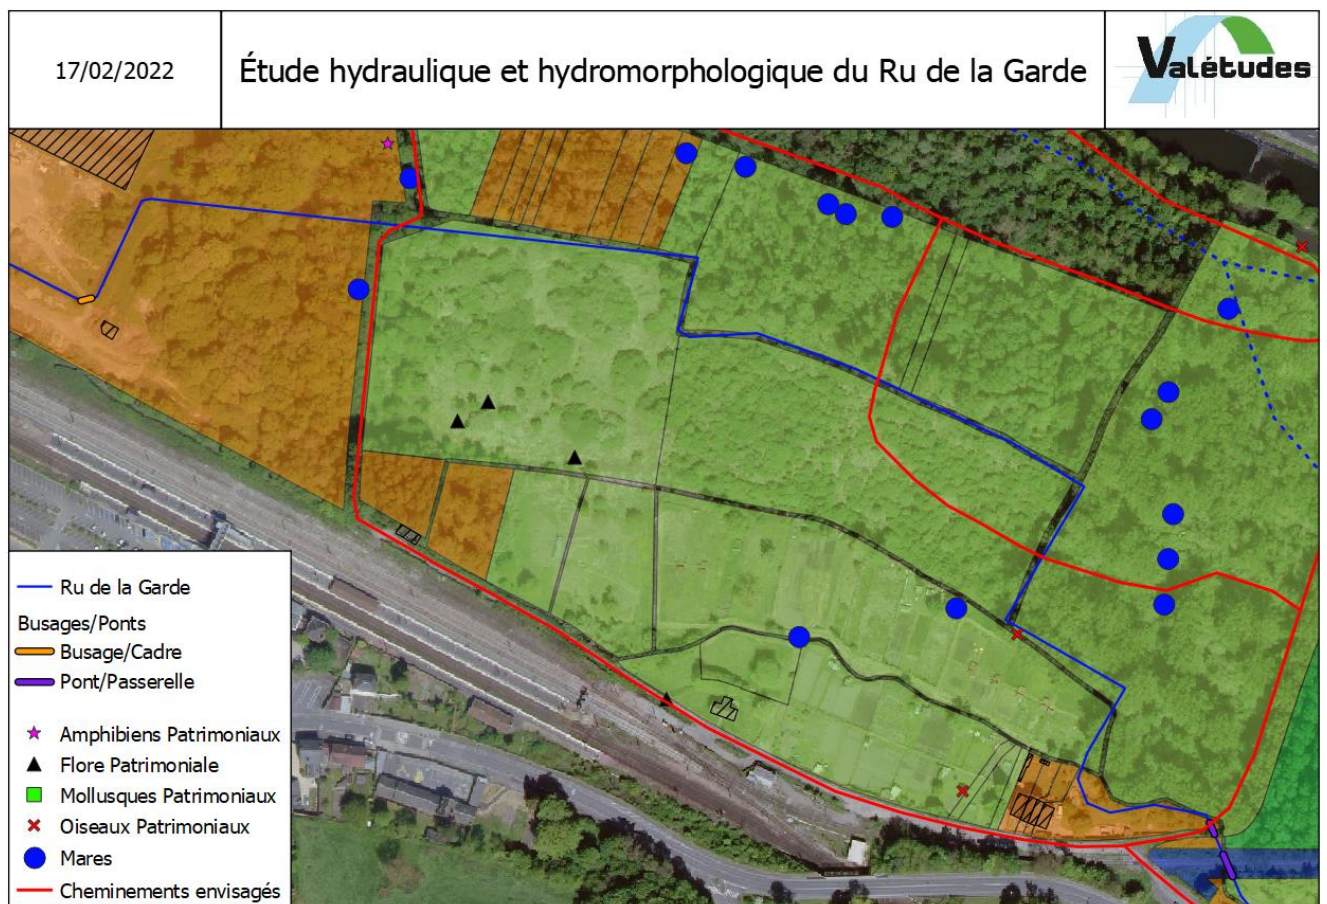 17/02/2022
Étude hydraulique et hydromorphologique du Ru de la Garde
Valétudes
Ru de la Garde
Busages/Ponts
Busage/Cadre
Pont/Passerelle
Amphibiens Patrimoniaux
Flore Patrimoniale
Mollusques Patrimoniaux
Oiseaux Patrimoniaux
Mares
Cheminements envisagés